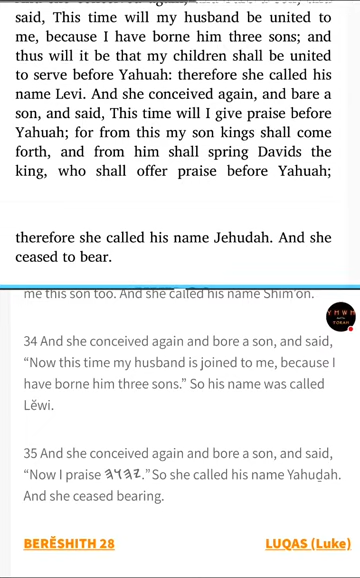 said, This time will my husband be united to
me, because I have borne him three sons; and
thus will it be that my children shall be united
to serve before Yahuah: therefore she called his
name Levi. And she conceived again, and bare a
son, and said, This time will I give praise before
Yahuah; for from this my son kings shall come
forth, and from him shall spring Davids the
king, who shall offer praise before Yahuah;
therefore she called his name Jehudah. And she
ceased to bear.
me this son too. And she called his name Shim‛on.
34 And she conceived again and bore a son, and said,
“Now this time my husband is joined to me, because I
have borne him three sons.” So his name was called
Lĕwi.
35 And she conceived again and bore a son, and said,
“Now I praise 𐤉𐤄𐤅𐤄.” So she called his name Yahuḏah.
And she ceased bearing.
BERĔSHITH 28
LUQAS (Luke)